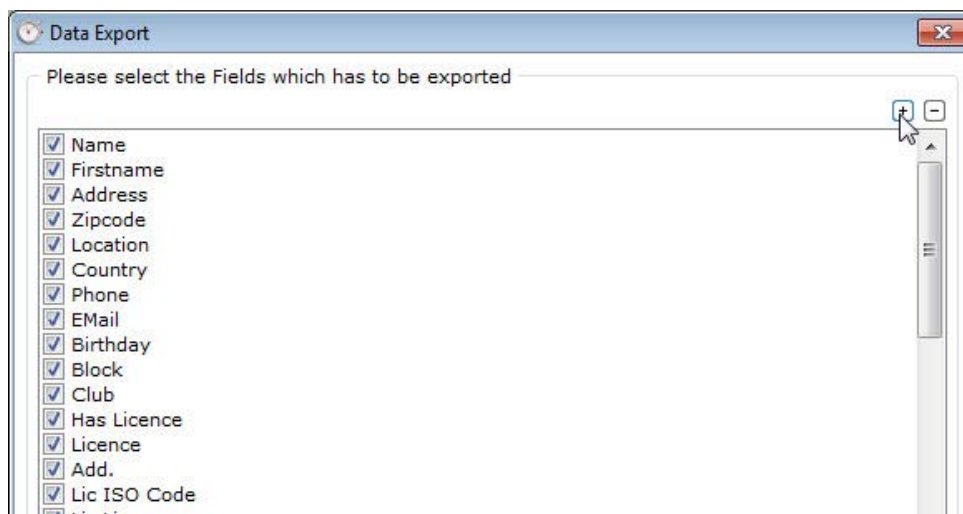 Data Export
Please select the Fields which has to be exported
Name
Firstname
Address
Zipcode
Location
Country
Phone
EMail
Birthday
Block
Club
Has Licence
Licence
Add.
Lic ISO Code